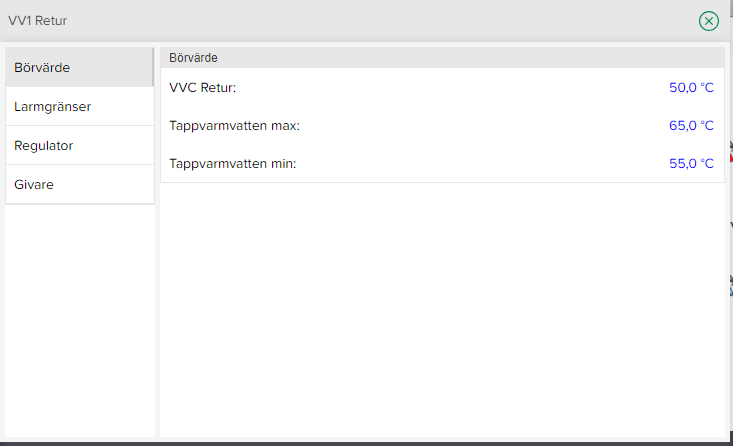 VV1 Retur
Börvärde
Larmgränser
Regulator
Givare
Börvärde
VVC Retur: 50,0 °C
Tappvarmvatten max: 65,0 °C
Tappvarmvatten min: 55,0 °C